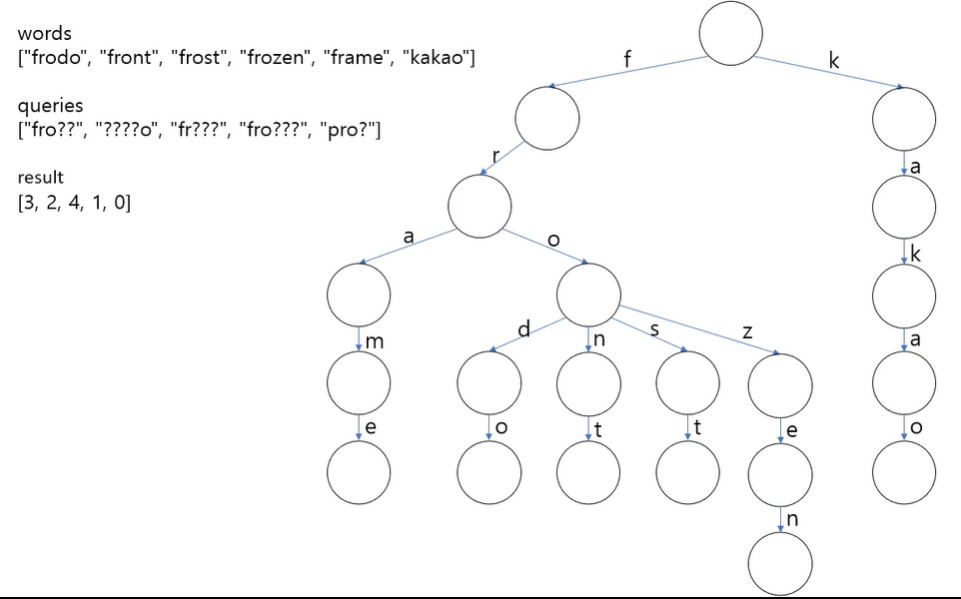 words
["frodo", "front", "frost", "frozen", "frame", "kakao"]
queries
["fro??", "????o", "fr???", "fro???", "pro?"]
result
[3, 2, 4, 1, 0]
f
k
r
a
a
o
k
d
n
s
z
m
a
e
o
t
t
e
o
n